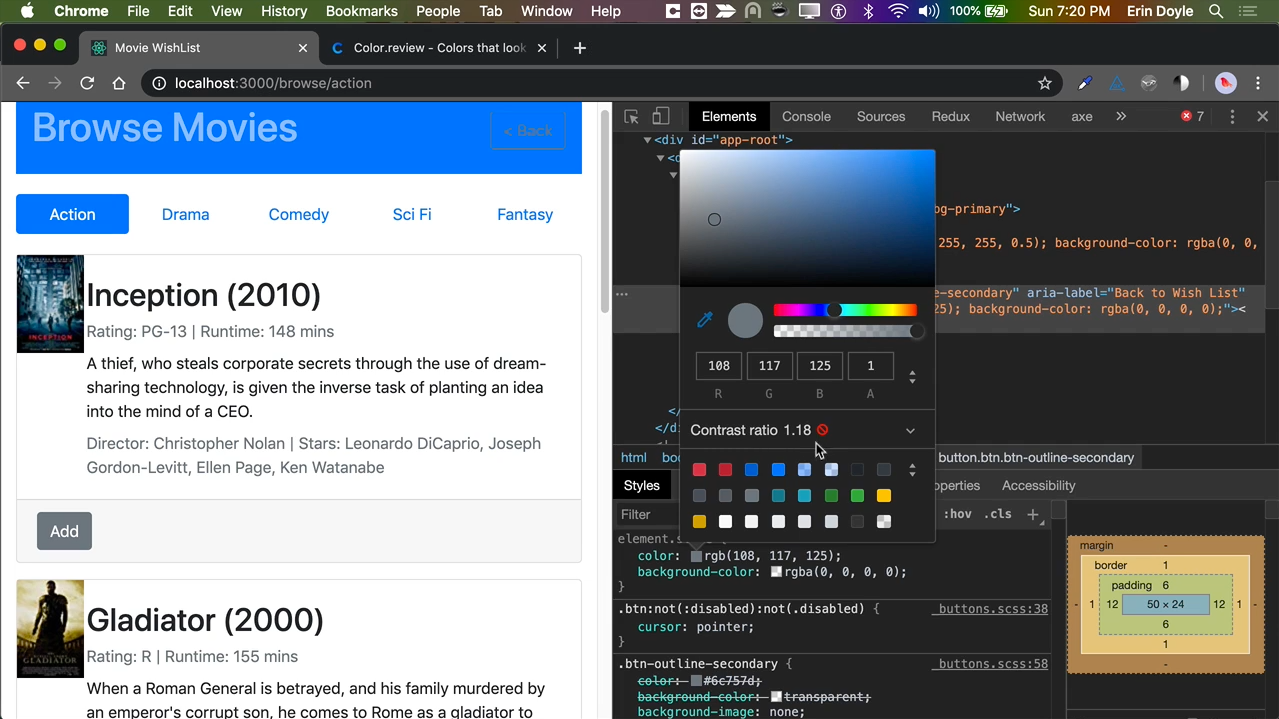 Chrome File Edit View History Bookmarks People Tab Window Help 100% Sun 7:20 PM Erin Doyle
Movie WishList
Color.review - Colors that look
localhost:3000/browse/action
Browse Movies
< Back
Action Drama Comedy Sci Fi Fantasy
INCEPTION
Inception (2010)
Rating: PG-13 | Runtime: 148 mins
A thief, who steals corporate secrets through the use of dream-
sharing technology, is given the inverse task of planting an idea
into the mind of a CEO.
Director: Christopher Nolan | Stars: Leonardo DiCaprio, Joseph
Gordon-Levitt, Ellen Page, Ken Watanabe
Add
GLADIATOR
Gladiator (2000)
Rating: R | Runtime: 155 mins
When a Roman General is betrayed, and his family murdered by
an emperor's corrupt son, he comes to Rome as a gladiator to
Elements Console Sources Redux Network axe » 7
▼<div id="app-root">
▼<d
bg-primary">
255, 255, 0.5); background-color: rgba(0, 0,
e-secondary" aria-label="Back to Wish List"
25); background-color: rgba(0, 0, 0, 0);"><
</
</di
108 117 125 1
R G B A
Contrast ratio 1.18
html boo button.btn.btn-outline-secondary
Styles operties Accessibility
Filter :hov .cls +
element.s {
color: rgb(108, 117, 125);
background-color: rgba(0, 0, 0, 0);
}
.btn:not(:disabled):not(.disabled) { _buttons.scss:38
cursor: pointer;
}
.btn-outline-secondary { _buttons.scss:58
color: #6c757d;
background-color: transparent;
background-image: none;
margin -
border 1
padding 6
- 1 12 50 × 24 12 1 -
6
1
-